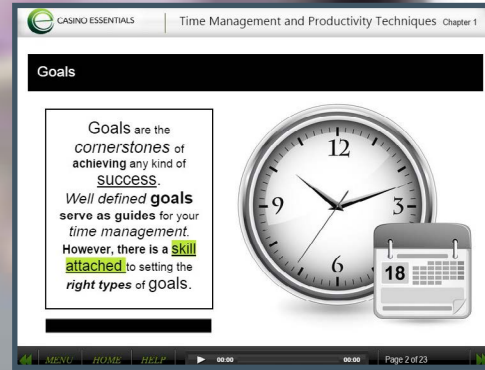 CASINO ESSENTIALS
Time Management and Productivity Techniques Chapter 1
Goals
Goals are the
cornerstones of
achieving any kind of
success.
Well defined goals
serve as guides for your
time management.
However, there is a skill
attached to setting the
right types of goals.
12
3
6
9
18
MENU HOME HELP 00:00 00:00 Page 2 of 23